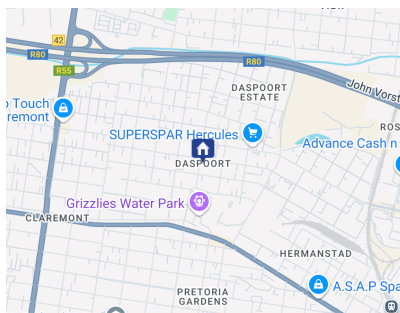 42
R80
R80
R55
John Vorst
DASPOORT
ESTATE
o Touch
remont
SUPERSPAR Hercules
ROS
Advance Cash n
DASPOORT
Grizzlies Water Park
CLAREMONT
HERMANSTAD
A.S.A.P Spa
PRETORIA
GARDENS